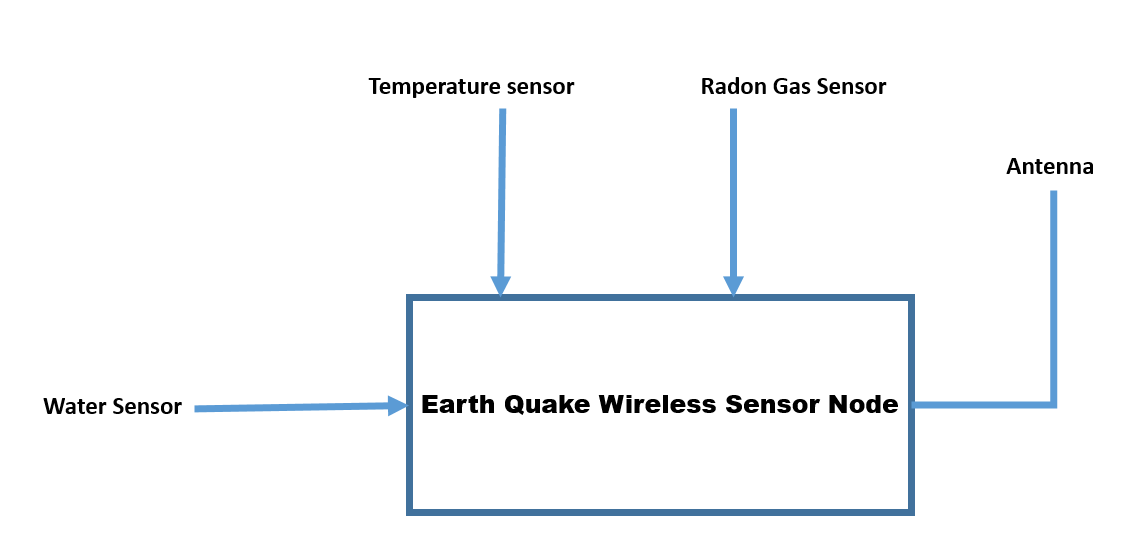 Temperature sensor
Radon Gas Sensor
Antenna
Water Sensor
Earth Quake Wireless Sensor Node